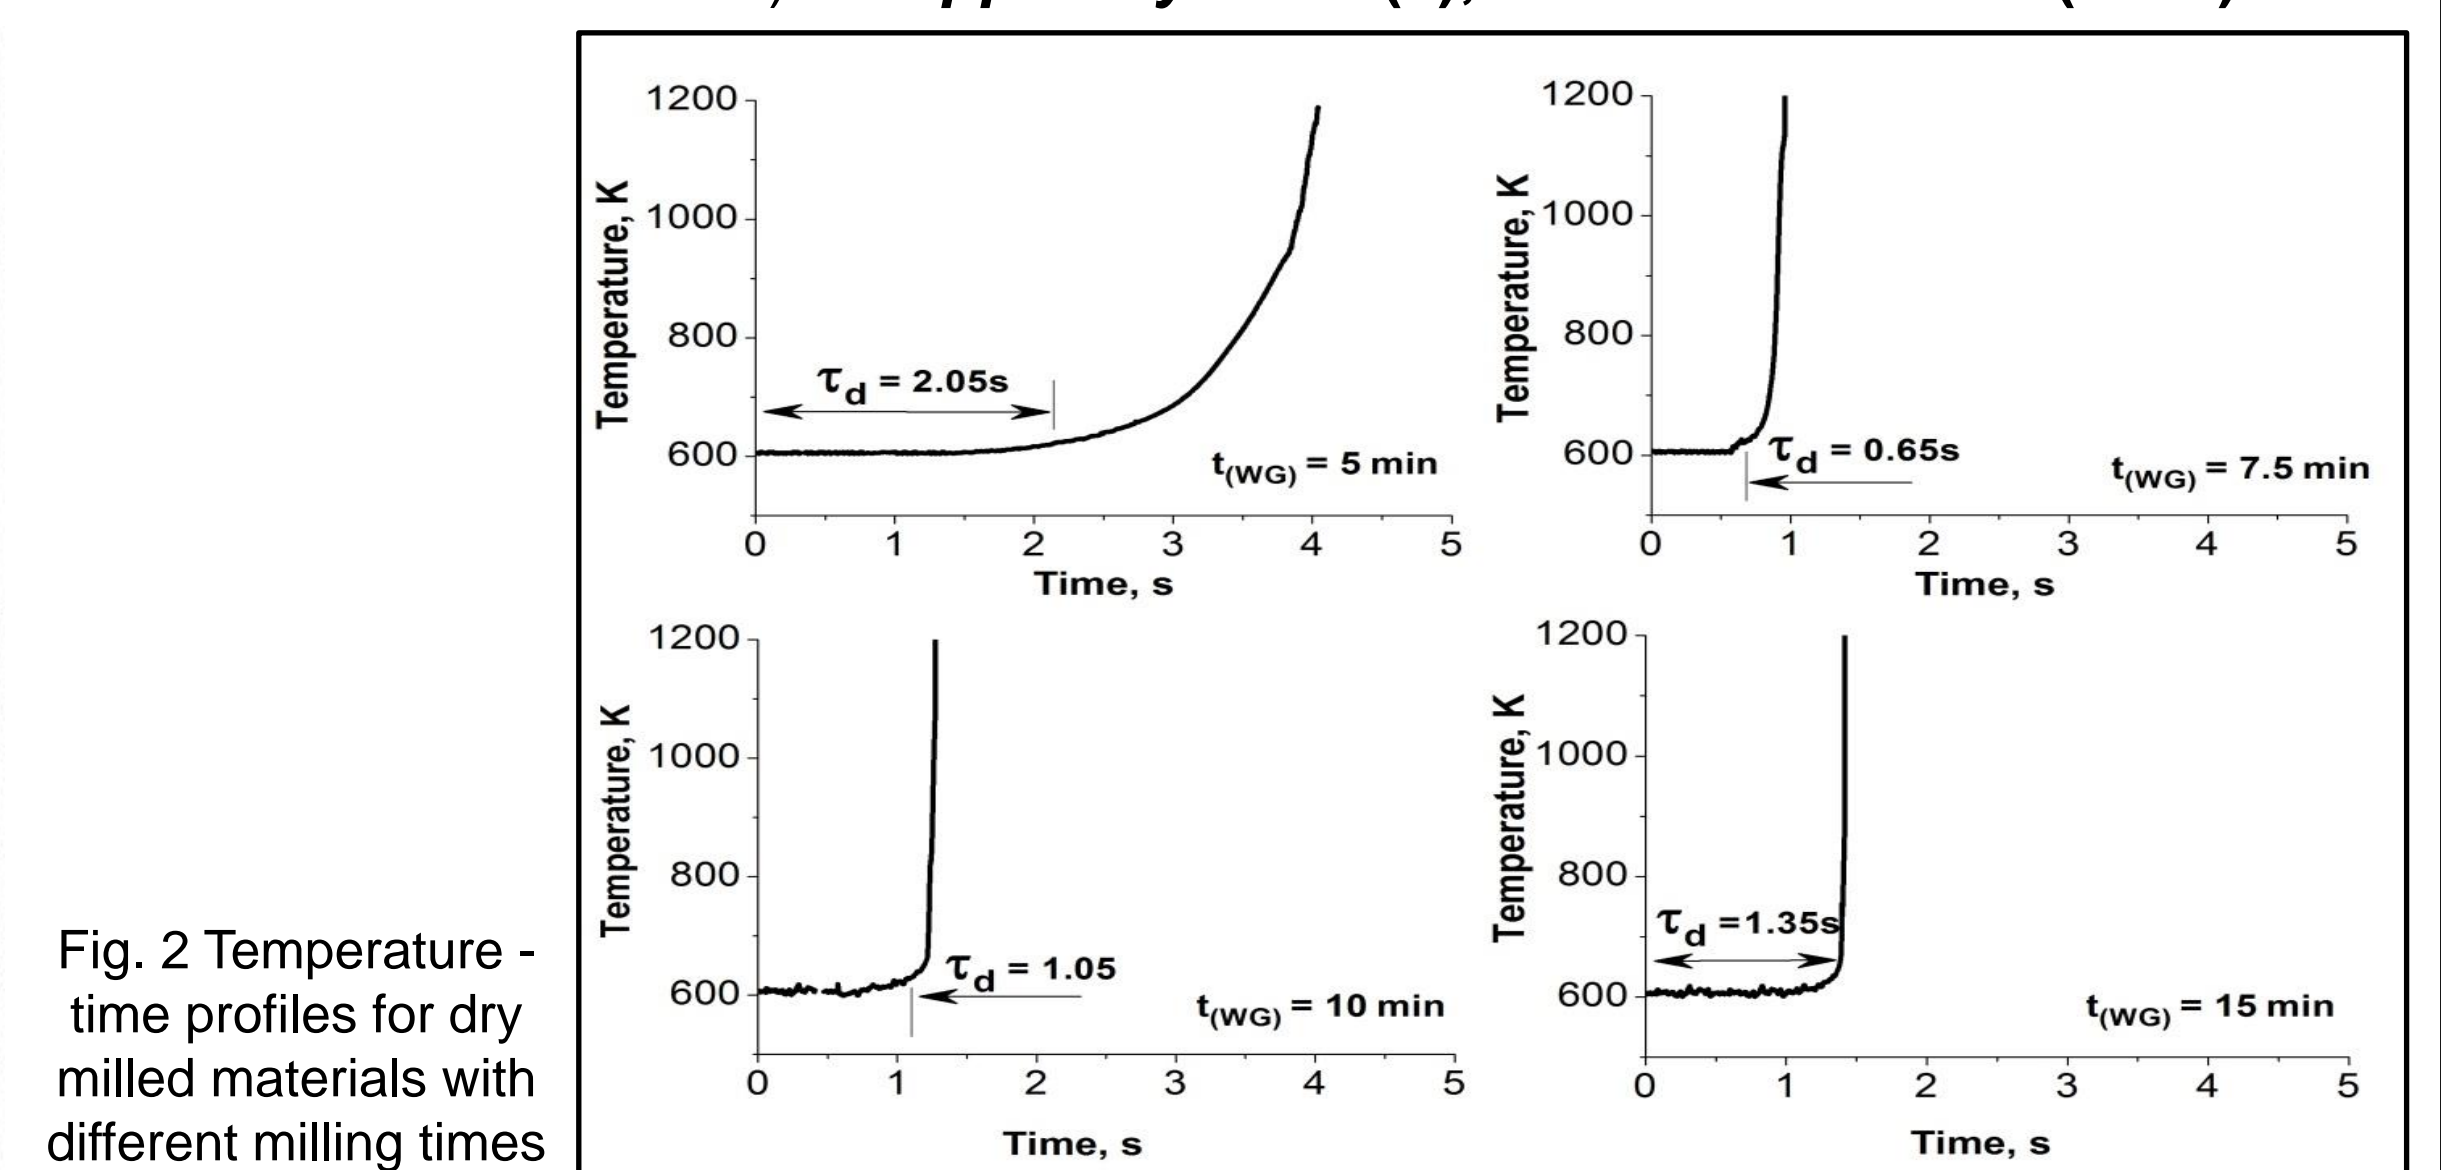 1200
1000
800
600
Temperature, K
τd = 2.05s
t(WG) = 5 min
0 1 2 3 4 5
Time, s
1200
1000
800
600
Temperature, K
τd = 0.65s
t(WG) = 7.5 min
0 1 2 3 4 5
Time, s
1200
1000
800
600
Temperature, K
τd = 1.05
t(WG) = 10 min
0 1 2 3 4 5
Time, s
1200
1000
800
600
Temperature, K
τd =1.35s
t(WG) = 15 min
0 1 2 3 4 5
Time, s
Fig. 2 Temperature -
time profiles for dry
milled materials with
different milling times